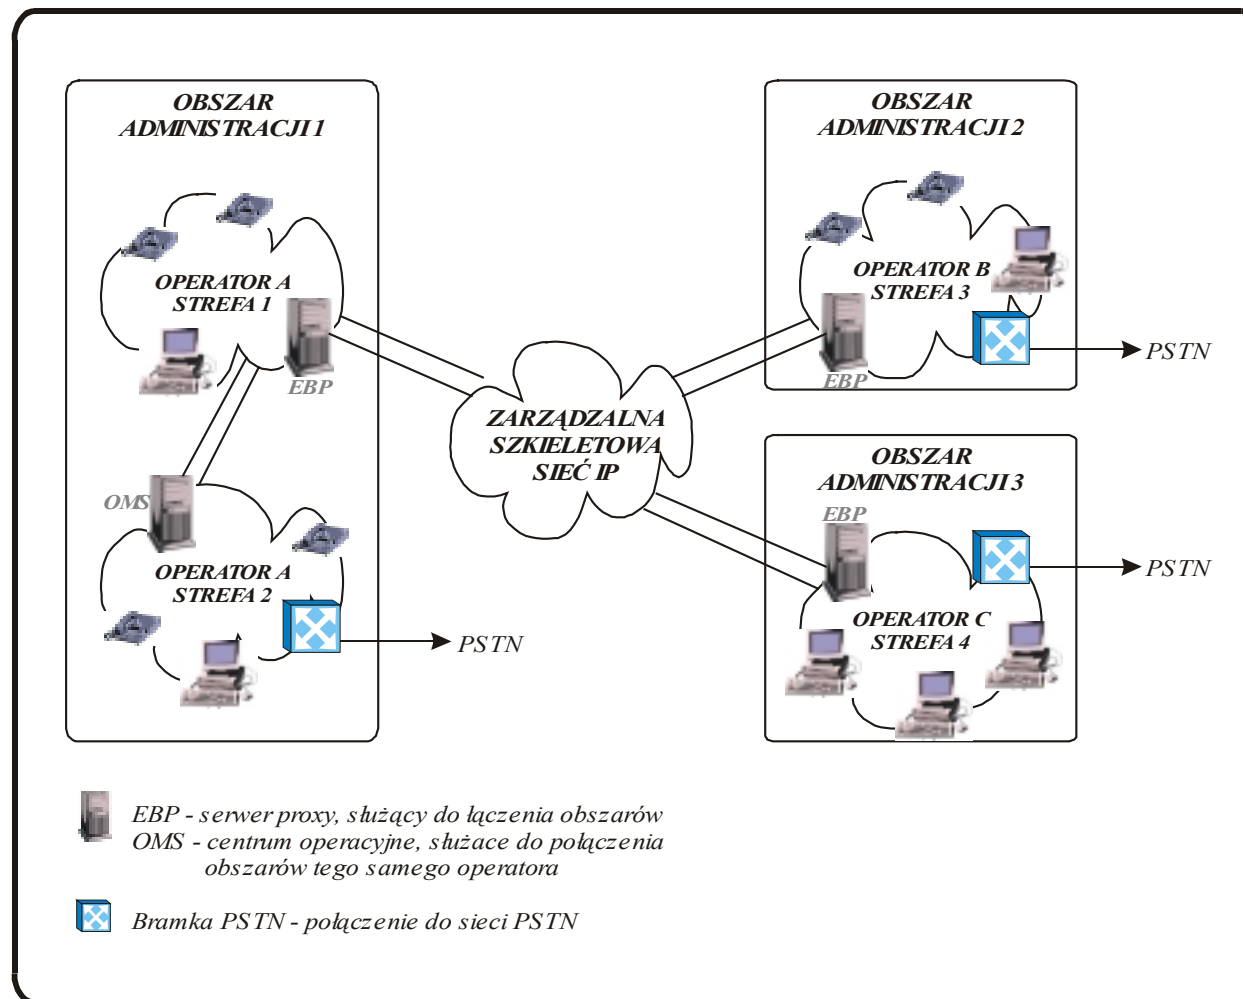 OBSZAR
ADMINISTRACJI 1
OPERATOR A
STREFA 1
EBP
OMS
OPERATOR A
STREFA 2
PSTN
ZARZĄDZALNA
SZKIELETOWA
SIEĆ IP
OBSZAR
ADMINISTRACJI 2
OPERATOR B
STREFA 3
EBP
PSTN
OBSZAR
ADMINISTRACJI 3
EBP
OPERATOR C
STREFA 4
PSTN
EBP - serwer proxy, służący do łączenia obszarów
OMS - centrum operacyjne, służace do połączenia
obszarów tego samego operatora
Bramka PSTN - połączenie do sieci PSTN